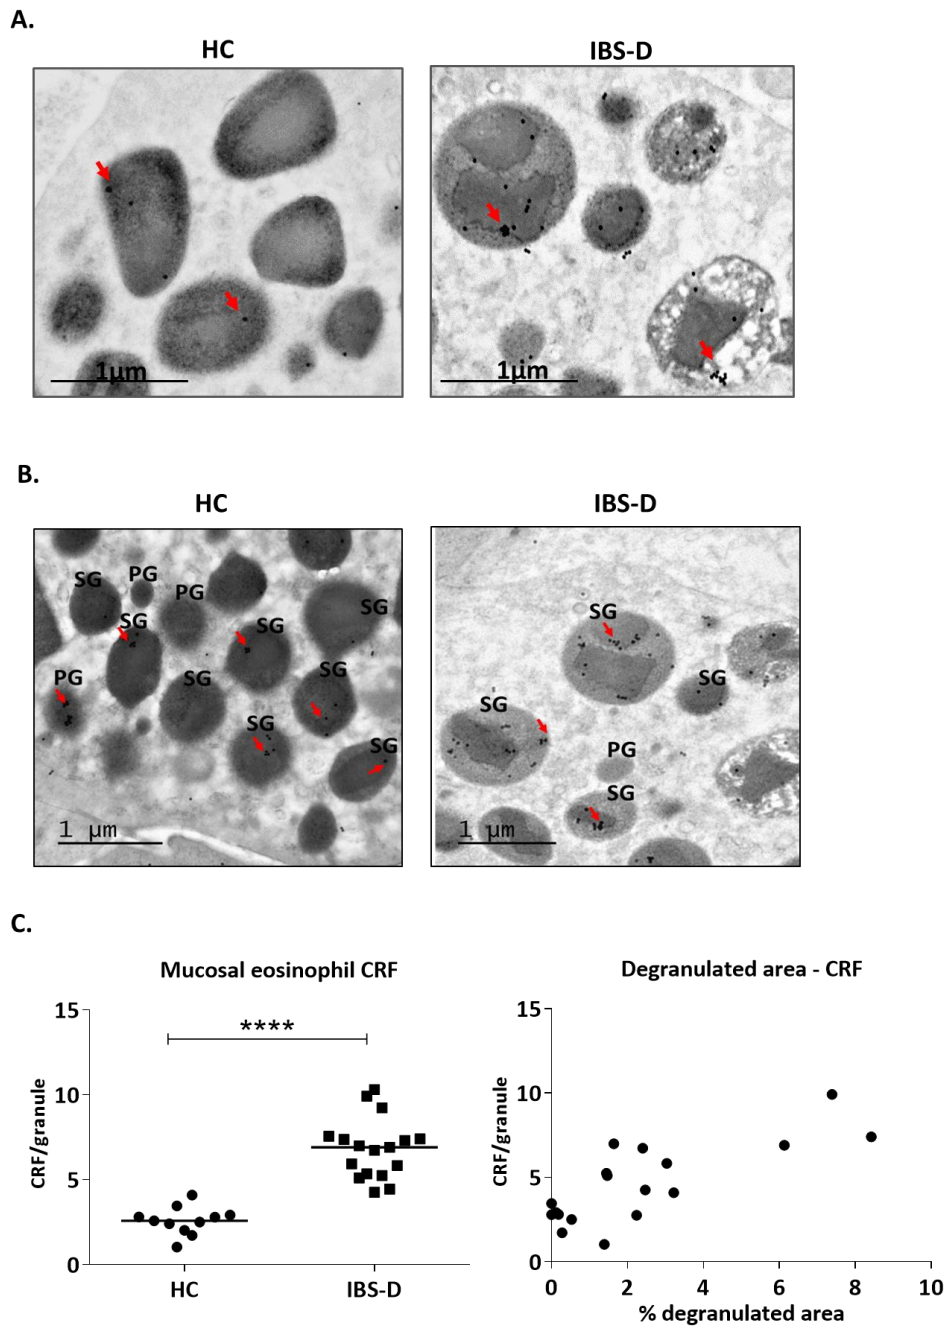 A.
HC IBS-D
1μm 1μm
B.
HC IBS-D
SG PG PG SG SG SG SG SG PG SG SG SG
1 μm
SG SG SG PG SG
1 μm
C.
Mucosal eosinophil CRF
CRF/granule
15
10
5
0
****
HC IBS-D
Degranulated area - CRF
CRF/granule
15
10
5
0
0 2 4 6 8 10
% degranulated area